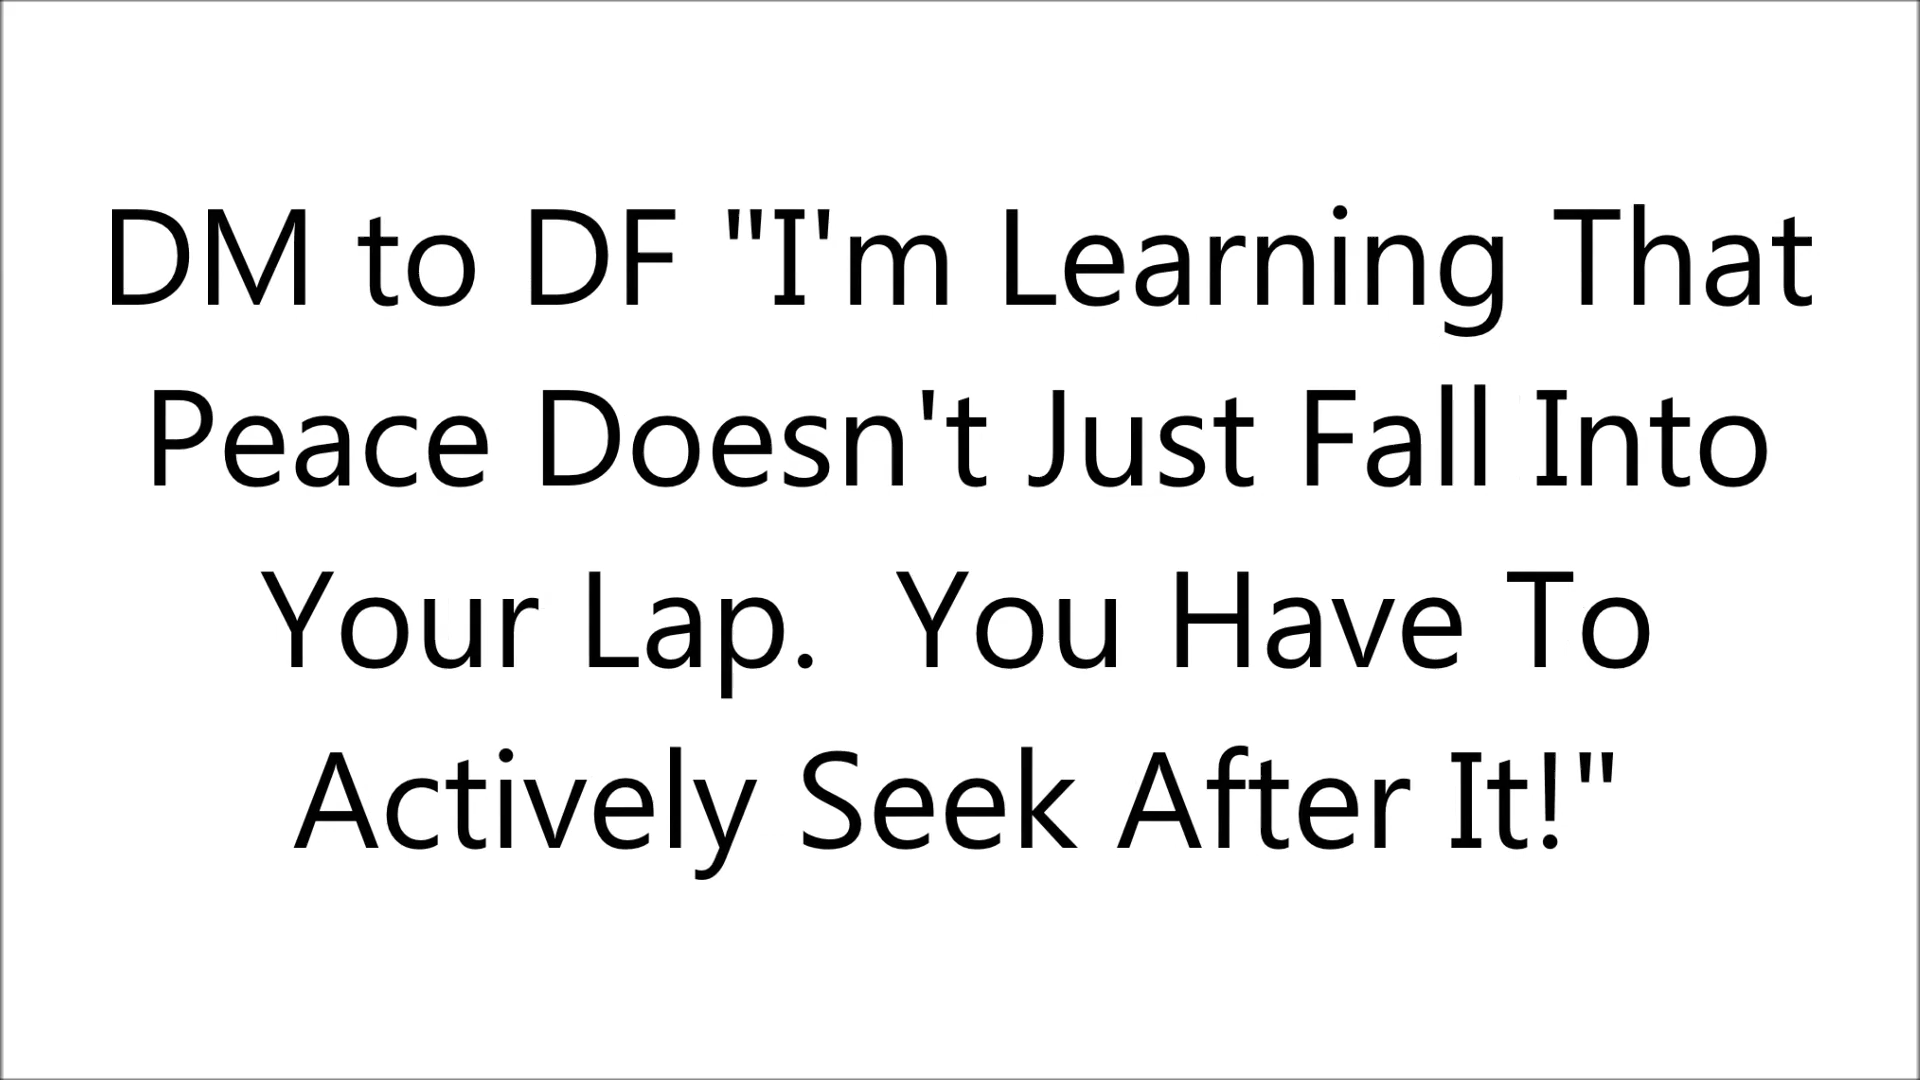 DM to DF "I'm Learning That
Peace Doesn't Just Fall Into
Your Lap.  You Have To
Actively Seek After It!"